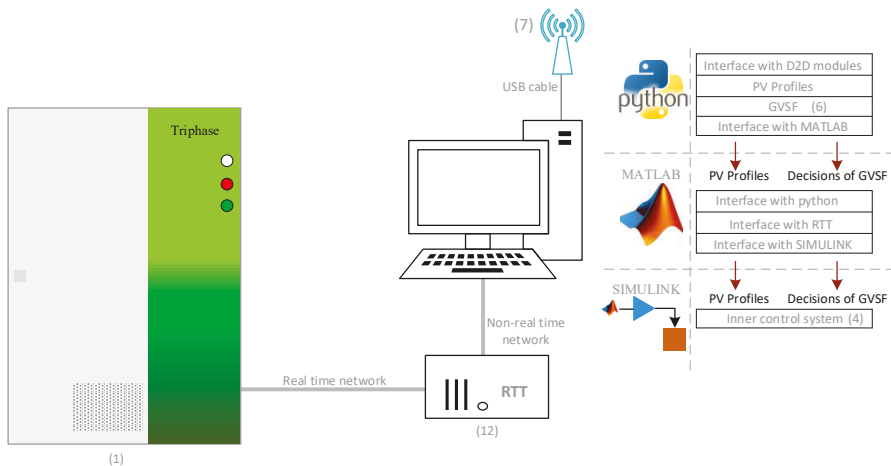 (7)
USB cable
Triphase
Non-real time
network
Real time network
RTT
(12)
(1)
python
Interface with D2D modules
PV Profiles
GVSF (6)
Interface with MATLAB
PV Profiles Decisions of GVSF
MATLAB
Interface with python
Interface with RTT
Interface with SIMULINK
PV Profiles Decisions of GVSF
SIMULINK
Inner control system (4)